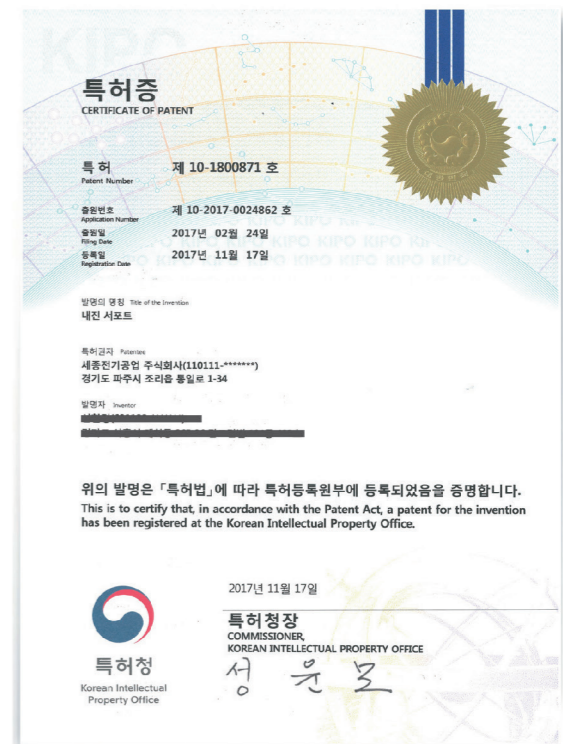 KIPO
특허증
CERTIFICATE OF PATENT
특 허 제 10-1800871 호
Patent Number
출원번호 제 10-2017-0024862 호
Application Number
출원일 2017년 02월 24일
Filing Date
등록일 2017년 11월 17일
Registration Date
발명의 명칭 Title of the Invention
내진 서포트
특허권자 Patentee
세종전기공업 주식회사(110111-*******)
경기도 파주시 조리읍 통일로 1-34
발명자 Inventor
위의 발명은 「특허법」에 따라 특허등록원부에 등록되었음을 증명합니다.
This is to certify that, in accordance with the Patent Act, a patent for the invention
has been registered at the Korean Intellectual Property Office.
2017년 11월 17일
특허청장
COMMISSIONER,
KOREAN INTELLECTUAL PROPERTY OFFICE
성 윤 모
특허청
Korean Intellectual
Property Office